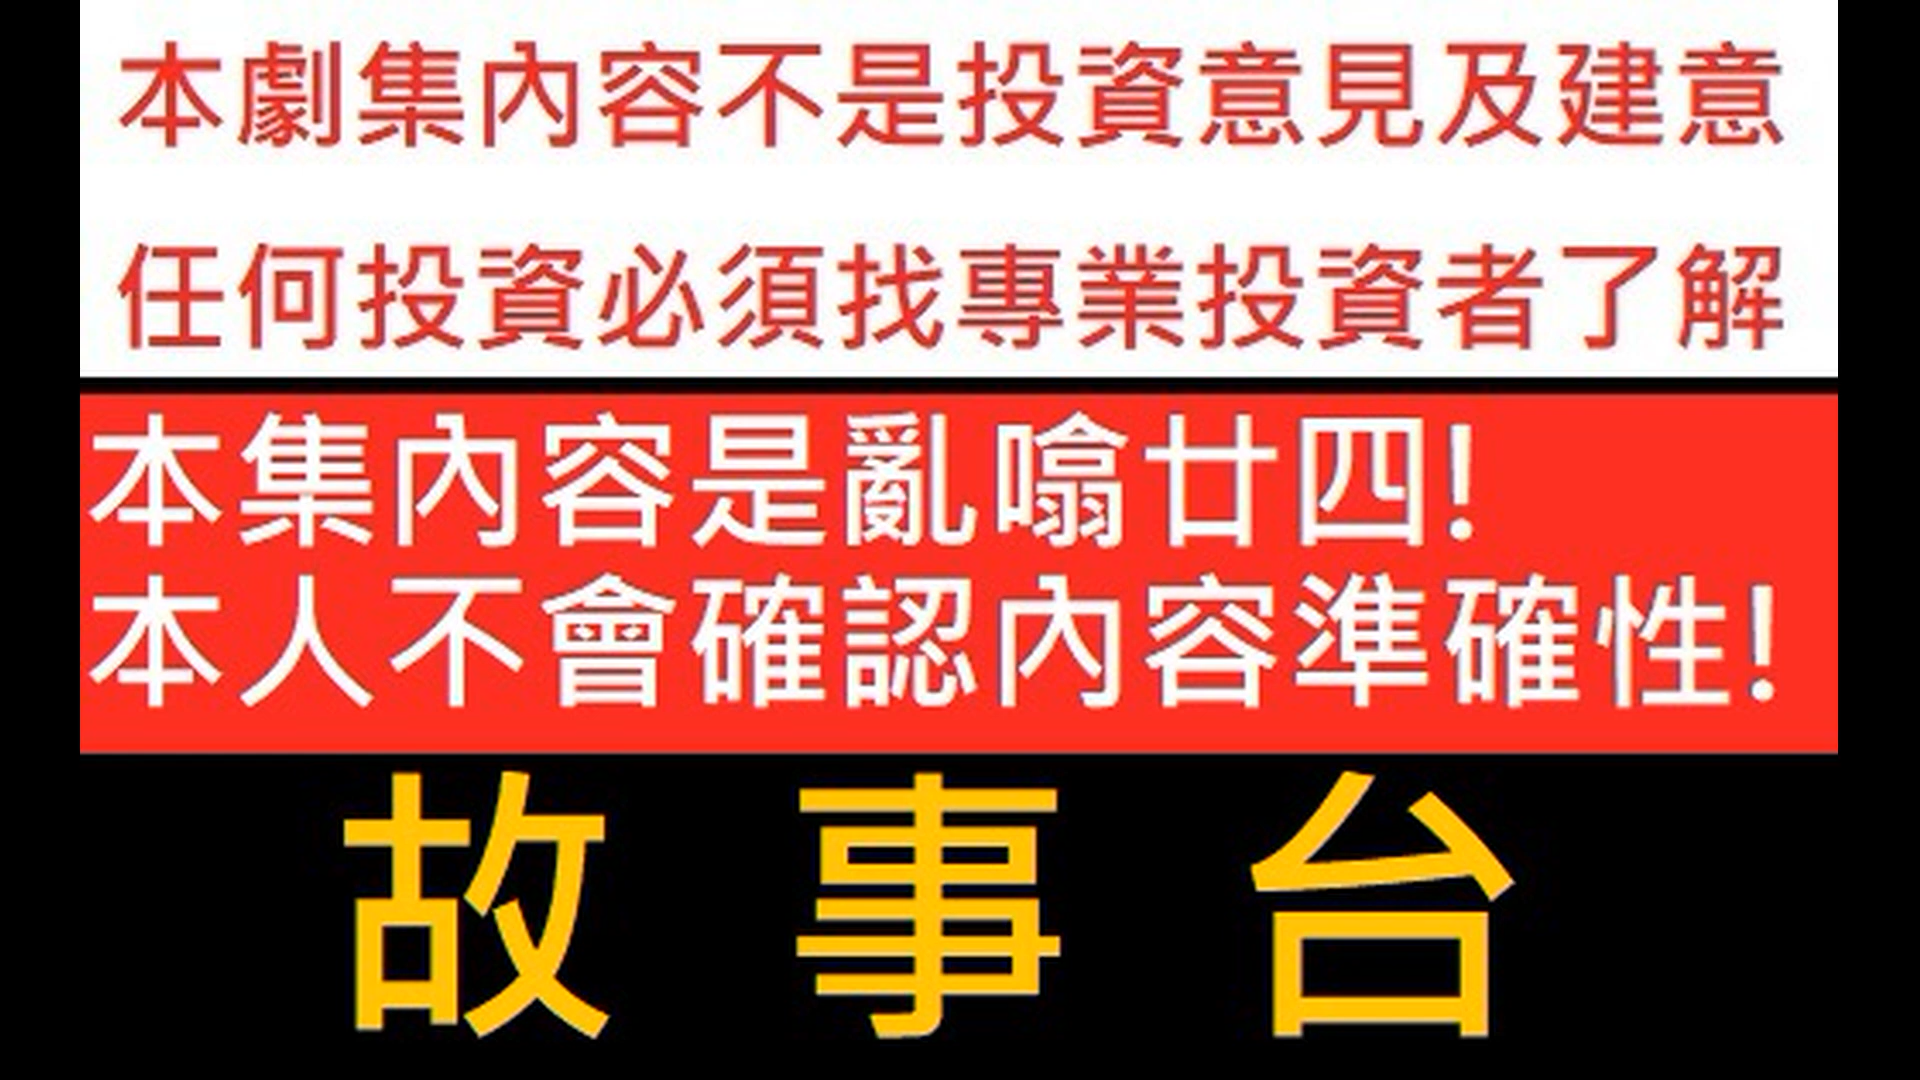 本劇集內容不是投資意見及建意
任何投資必須找專業投資者了解
本集內容是亂噏廿四!
本人不會確認內容準確性!
故事台